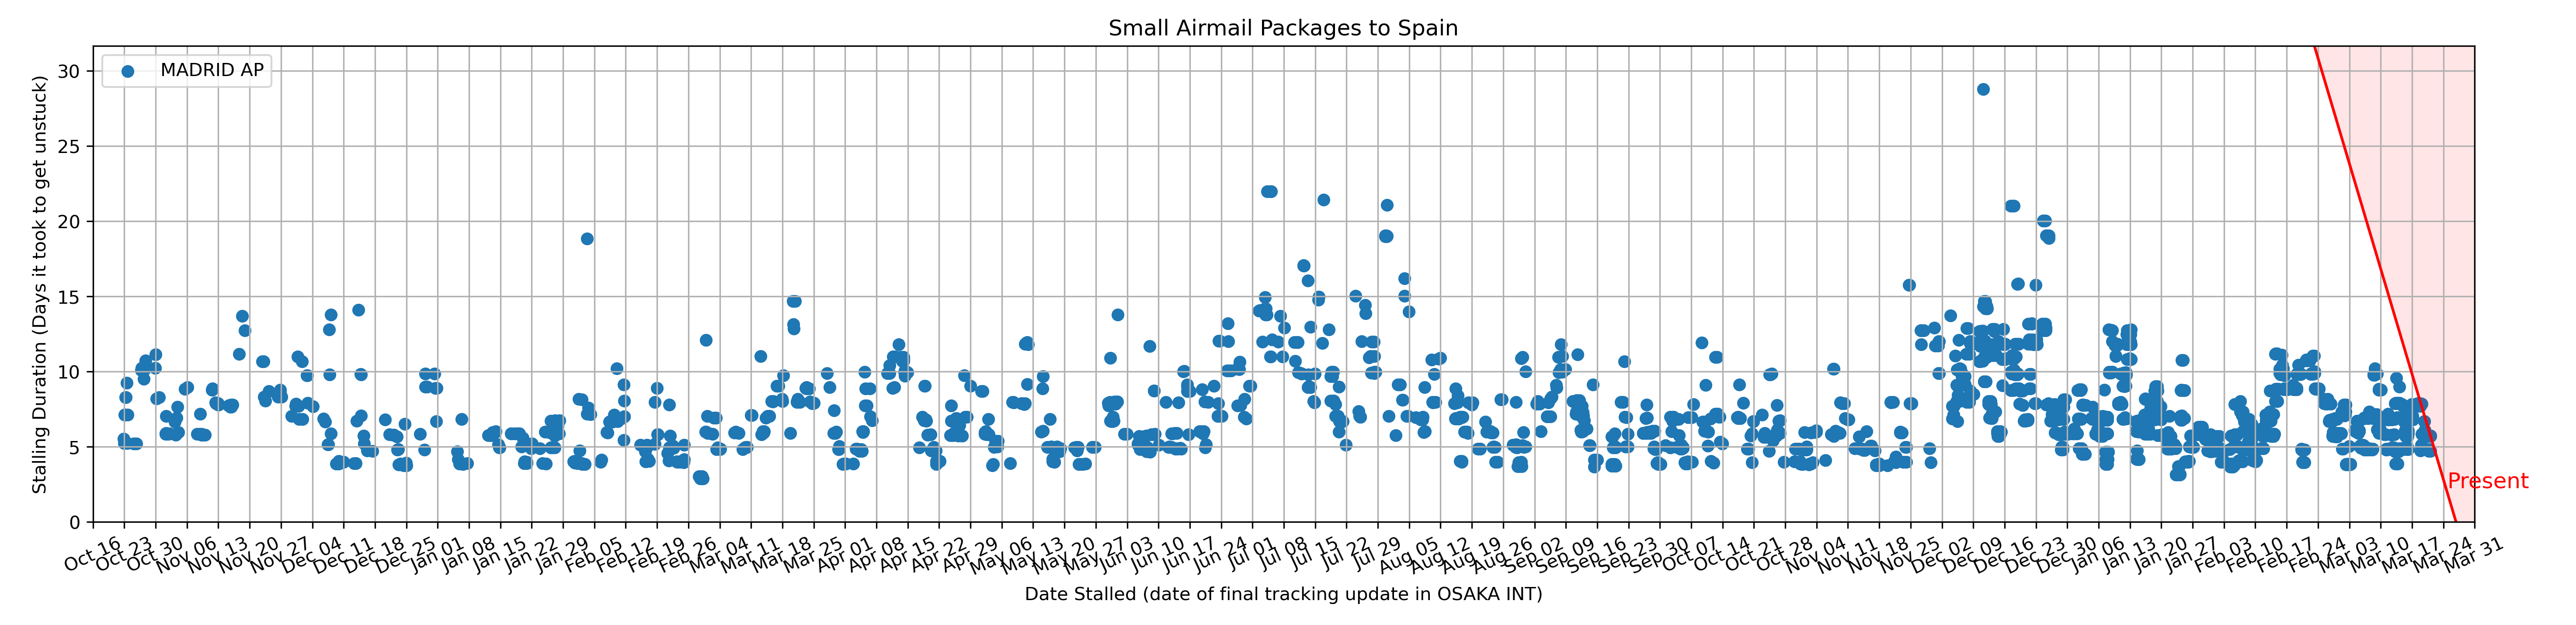 Small Airmail Packages to Spain
MADRID AP
Stalling Duration (Days it took to get unstuck)
30
25
20
15
10
5
0
Present
Oct 16
Oct 23
Oct 30
Nov 06
Nov 13
Nov 20
Nov 27
Dec 04
Dec 11
Dec 18
Dec 25
Jan 01
Jan 08
Jan 15
Jan 22
Jan 29
Feb 05
Feb 12
Feb 19
Feb 26
Mar 04
Mar 11
Mar 18
Mar 25
Apr 01
Apr 08
Apr 15
Apr 22
Apr 29
May 06
May 13
May 20
May 27
Jun 03
Jun 10
Jun 17
Jun 24
Jul 01
Jul 08
Jul 15
Jul 22
Jul 29
Aug 05
Aug 12
Aug 19
Aug 26
Sep 02
Sep 09
Sep 16
Sep 23
Sep 30
Oct 07
Oct 14
Oct 21
Oct 28
Nov 04
Nov 11
Nov 18
Nov 25
Dec 02
Dec 09
Dec 16
Dec 23
Dec 30
Jan 06
Jan 13
Jan 20
Jan 27
Feb 03
Feb 10
Feb 17
Feb 24
Mar 03
Mar 10
Mar 17
Mar 24
Mar 31
Date Stalled (date of final tracking update in OSAKA INT)